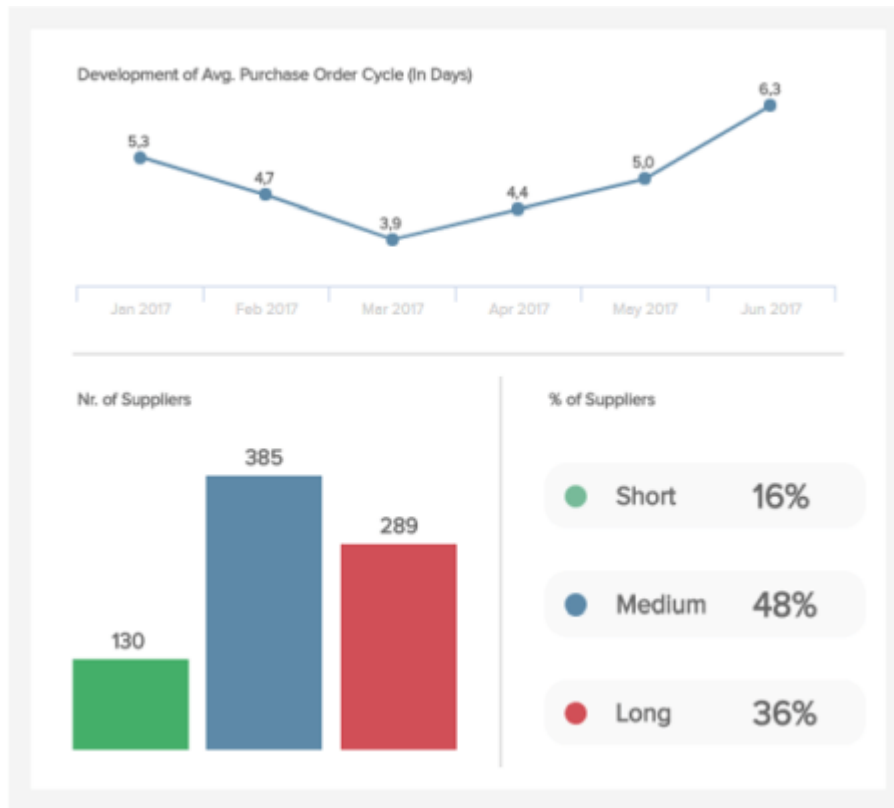 Development of Avg. Purchase Order Cycle (In Days)
5,3
4,7
3,9
4,4
5,0
6,3
Jan 2017 Feb 2017 Mar 2017 Apr 2017 May 2017 Jun 2017
Nr. of Suppliers
130
385
289
% of Suppliers
Short 16%
Medium 48%
Long 36%